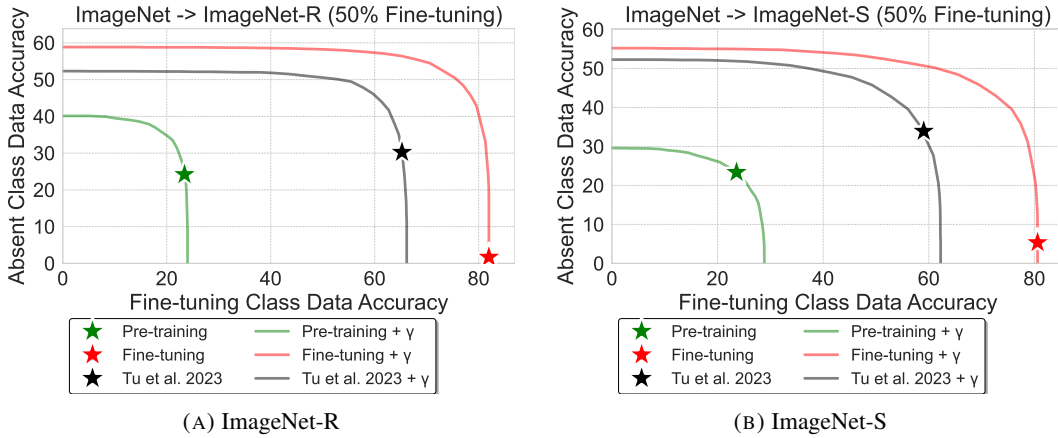 ImageNet -> ImageNet-R (50% Fine-tuning)
Absent Class Data Accuracy
60
50
40
30
20
10
0
0 20 40 60 80
Fine-tuning Class Data Accuracy
Pre-training
Pre-training + γ
Fine-tuning
Fine-tuning + γ
Tu et al. 2023
Tu et al. 2023 + γ
(A) ImageNet-R
ImageNet -> ImageNet-S (50% Fine-tuning)
Absent Class Data Accuracy
60
50
40
30
20
10
0
0 20 40 60 80
Fine-tuning Class Data Accuracy
Pre-training
Pre-training + γ
Fine-tuning
Fine-tuning + γ
Tu et al. 2023
Tu et al. 2023 + γ
(B) ImageNet-S